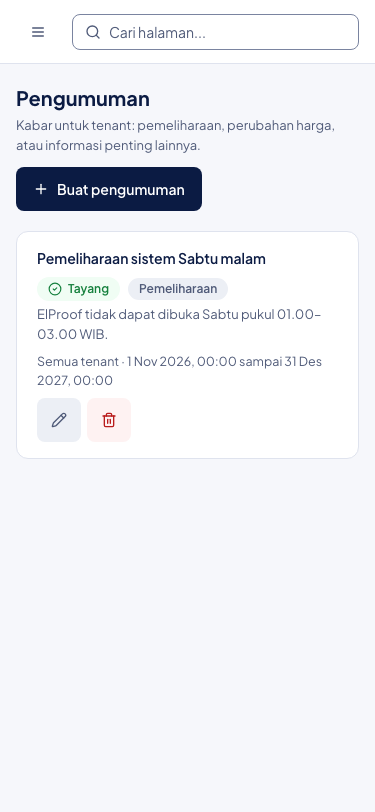 Cari halaman...
Pengumuman
Kabar untuk tenant: pemeliharaan, perubahan harga,
atau informasi penting lainnya.
Buat pengumuman
Pemeliharaan sistem Sabtu malam
Tayang
Pemeliharaan
ElProof tidak dapat dibuka Sabtu pukul 01.00–
03.00 WIB.
Semua tenant · 1 Nov 2026, 00:00 sampai 31 Des
2027, 00:00